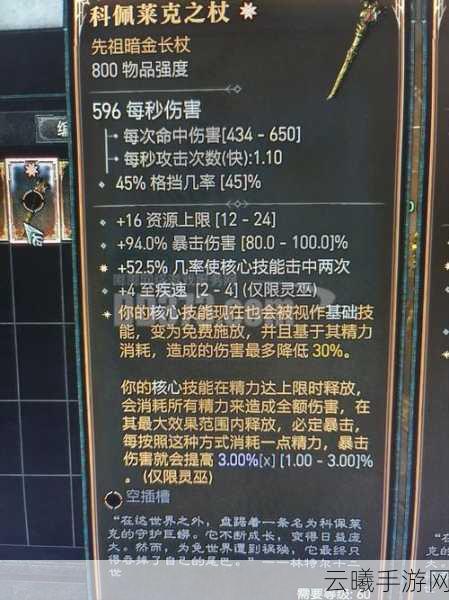 科佩莱克之杖
先祖暗金长杖
800 物品强度
596 每秒伤害
每次命中伤害[434 - 650]
每秒攻击次数(快):1.10
45% 格挡几率 [45]%
+16 资源上限 [12 - 24]
+94.0% 暴击伤害 [80.0 - 100.0]%
+52.5% 几率使核心技能击中两次
+4 至疾速 [2 - 4] (仅限灵巫)
你的核心技能现在也会被视作基础技
能，变为免费施放，并且基于其精力
消耗，造成的伤害最多降低 30%。
你的核心技能在精力达上限时释放，
会消耗所有精力来造成全额伤害，在
其最大效果范围内释放，必定暴击，
每按照这种方式消耗一点精力，暴击
伤害就会提高 3.00%[x] [1.00 - 3.00]%
。(仅限灵巫)
空插槽
“在这世界之外，盘踞着一条名为科佩莱
克的守护巨蟒。它不断成长，变得日益庞
大。然而，为免世界遭到祸殃，它最终只
得吞掉了自己的尾巴。”——林特尔十二
世
需要等级: 60
云曦手游网